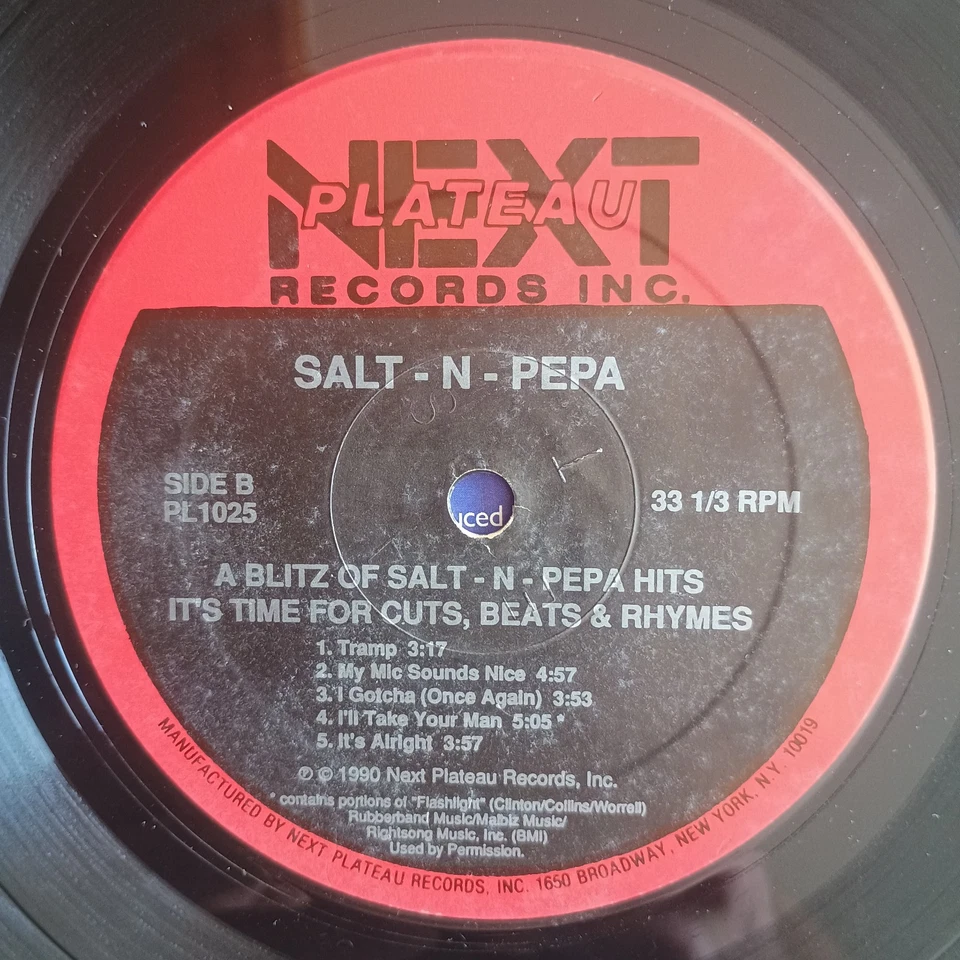 NEXT
PLATEAU
RECORDS INC.
SALT - N - PEPA
SIDE B
PL1025
33 1/3 RPM
uced
A BLITZ OF SALT - N - PEPA HITS
IT'S TIME FOR CUTS, BEATS & RHYMES
1. Tramp 3:17
2. My Mic Sounds Nice 4:57
3. I Gotcha (Once Again) 3:53
4. I'll Take Your Man 5:05 *
5. It's Alright 3:57
℗ © 1990 Next Plateau Records, Inc.
* contains portions of "Flashlight" (Clinton/Collins/Worrell)
Rubberband Music/Malbiz Music/
Rightsong Music, Inc. (BMI)
Used by Permission.
MANUFACTURED BY NEXT PLATEAU RECORDS, INC. 1650 BROADWAY, NEW YORK, N.Y. 10019